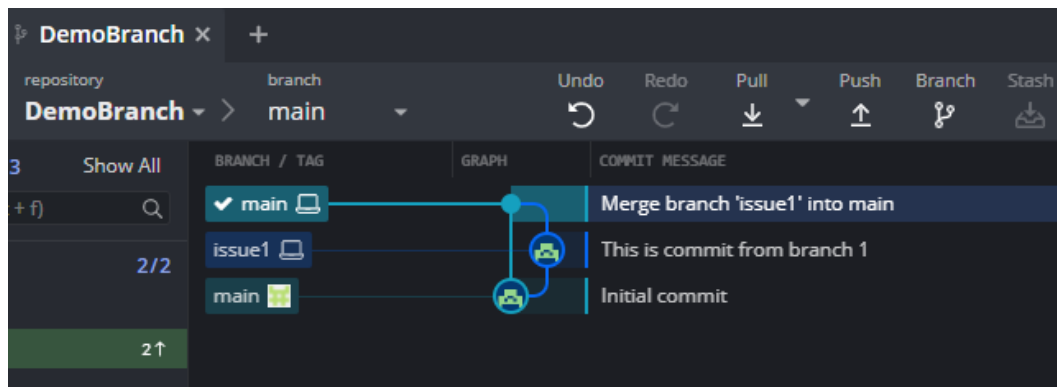 DemoBranch × +
repository branch Undo Redo Pull Push Branch Stash
DemoBranch > main
3 Show All BRANCH / TAG GRAPH COMMIT MESSAGE
+ f) main Merge branch 'issue1' into main
2/2 issue1 This is commit from branch 1
main Initial commit
2↑